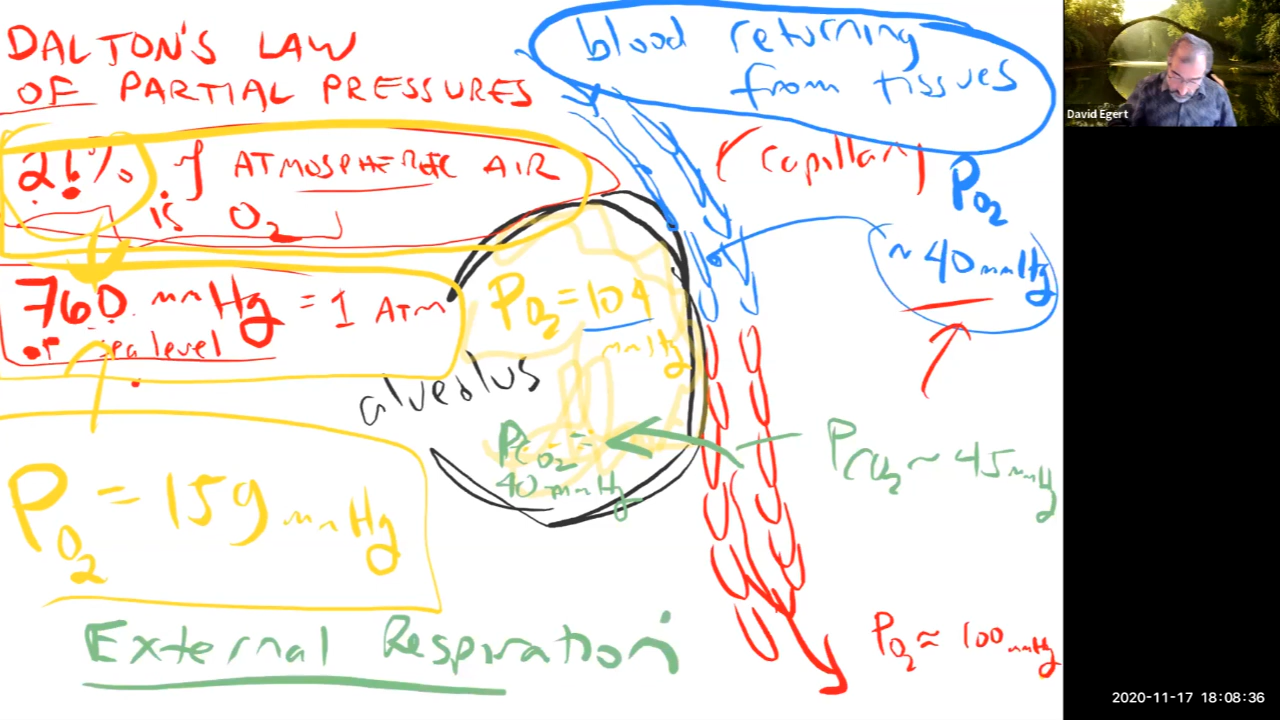 DALTON'S LAW
OF PARTIAL PRESSURES
21% of ATMOSPHERIC AIR
is O2
760 mmHg = 1 ATM
sea level
PO2 = 159 mmHg
External Respiration
alveolus
PO2 = 104
mmHg
PCO2 =
40 mmHg
blood returning
from tissues
(capillary)
PO2
~ 40 mmHg
PCO2 ~ 45 mmHg
PO2 ≈ 100 mmHg
David Egert
2020-11-17 18:08:36